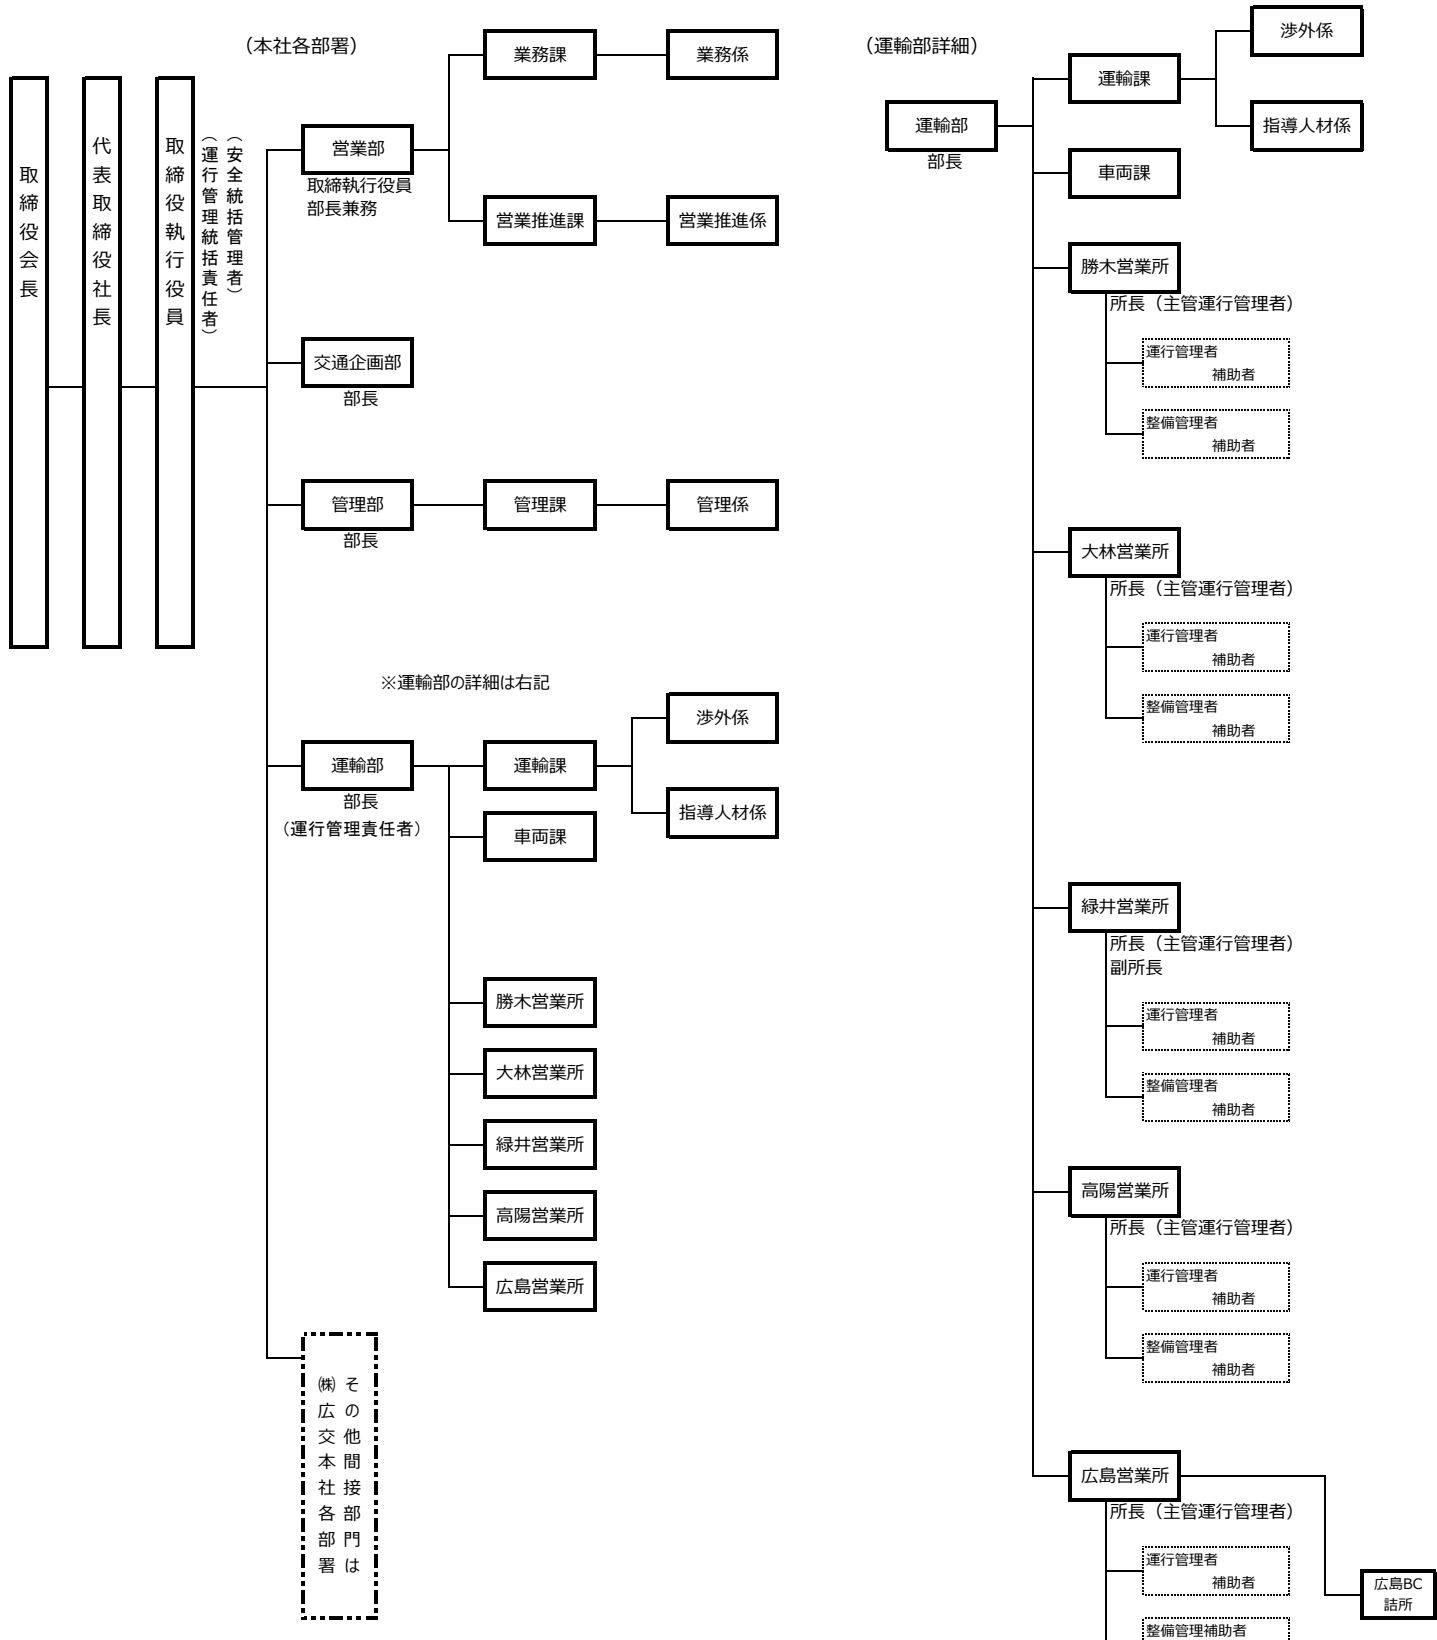 (本社各部署)
取締役会長
代表取締役社長
取締役執行役員
(安全統括管理者)
(運行管理統括責任者)
営業部
取締執行役員
部長兼務
業務課
業務係
営業推進課
営業推進係
交通企画部
部長
管理部
部長
管理課
管理係
※運輸部の詳細は右記
運輸部
部長
(運行管理責任者)
運輸課
渉外係
指導人材係
車両課
勝木営業所
大林営業所
緑井営業所
高陽営業所
広島営業所
その他間接部門は
㈱広交本社各部署
(運輸部詳細)
運輸部
部長
運輸課
渉外係
指導人材係
車両課
勝木営業所
所長(主管運行管理者)
運行管理者
補助者
整備管理者
補助者
大林営業所
所長(主管運行管理者)
運行管理者
補助者
整備管理者
補助者
緑井営業所
所長(主管運行管理者)
副所長
運行管理者
補助者
整備管理者
補助者
高陽営業所
所長(主管運行管理者)
運行管理者
補助者
整備管理者
補助者
広島営業所
所長(主管運行管理者)
運行管理者
補助者
整備管理補助者
広島BC
詰所